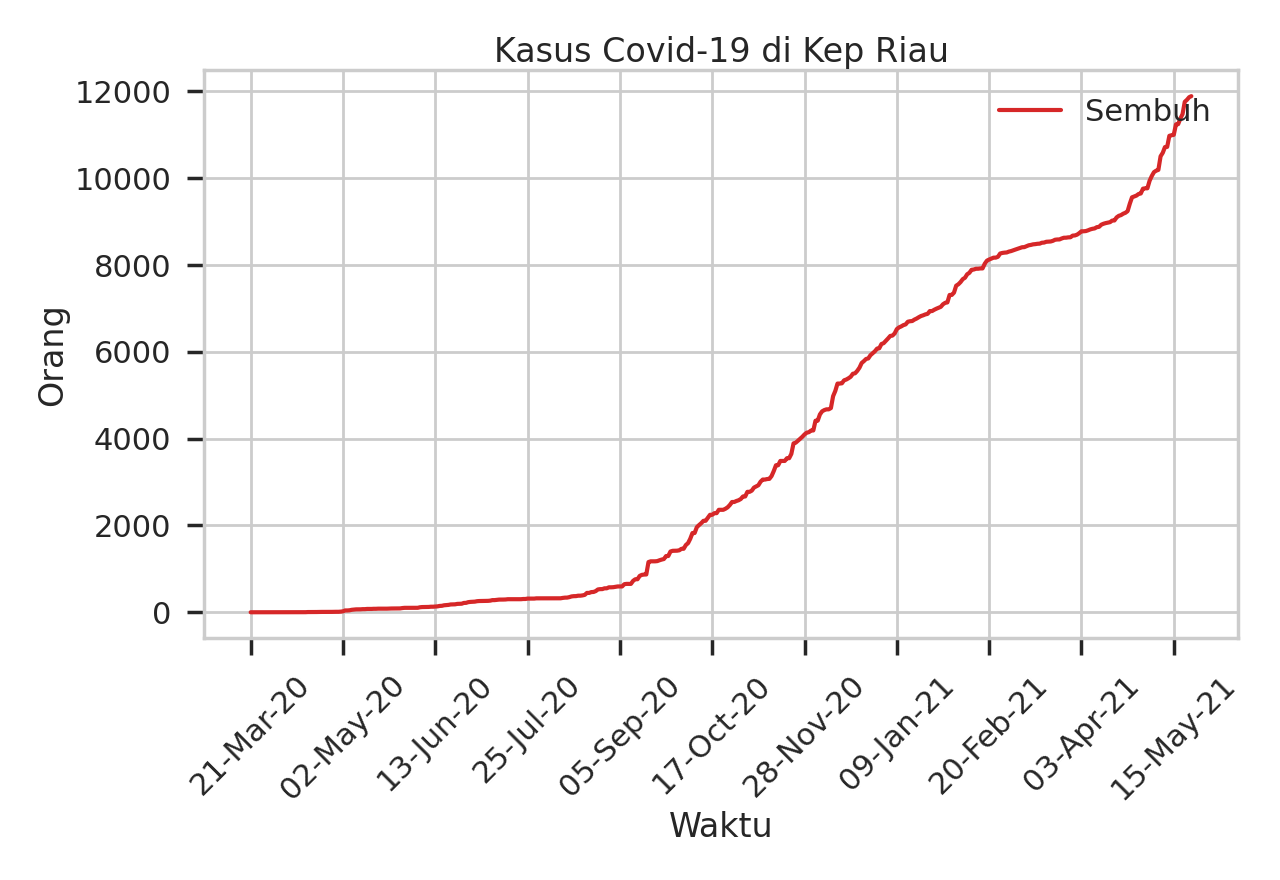 Kasus Covid-19 di Kep Riau
Sembuh
12000
10000
8000
6000
4000
2000
0
Orang
21-Mar-20
02-May-20
13-Jun-20
25-Jul-20
05-Sep-20
17-Oct-20
28-Nov-20
09-Jan-21
20-Feb-21
03-Apr-21
15-May-21
Waktu